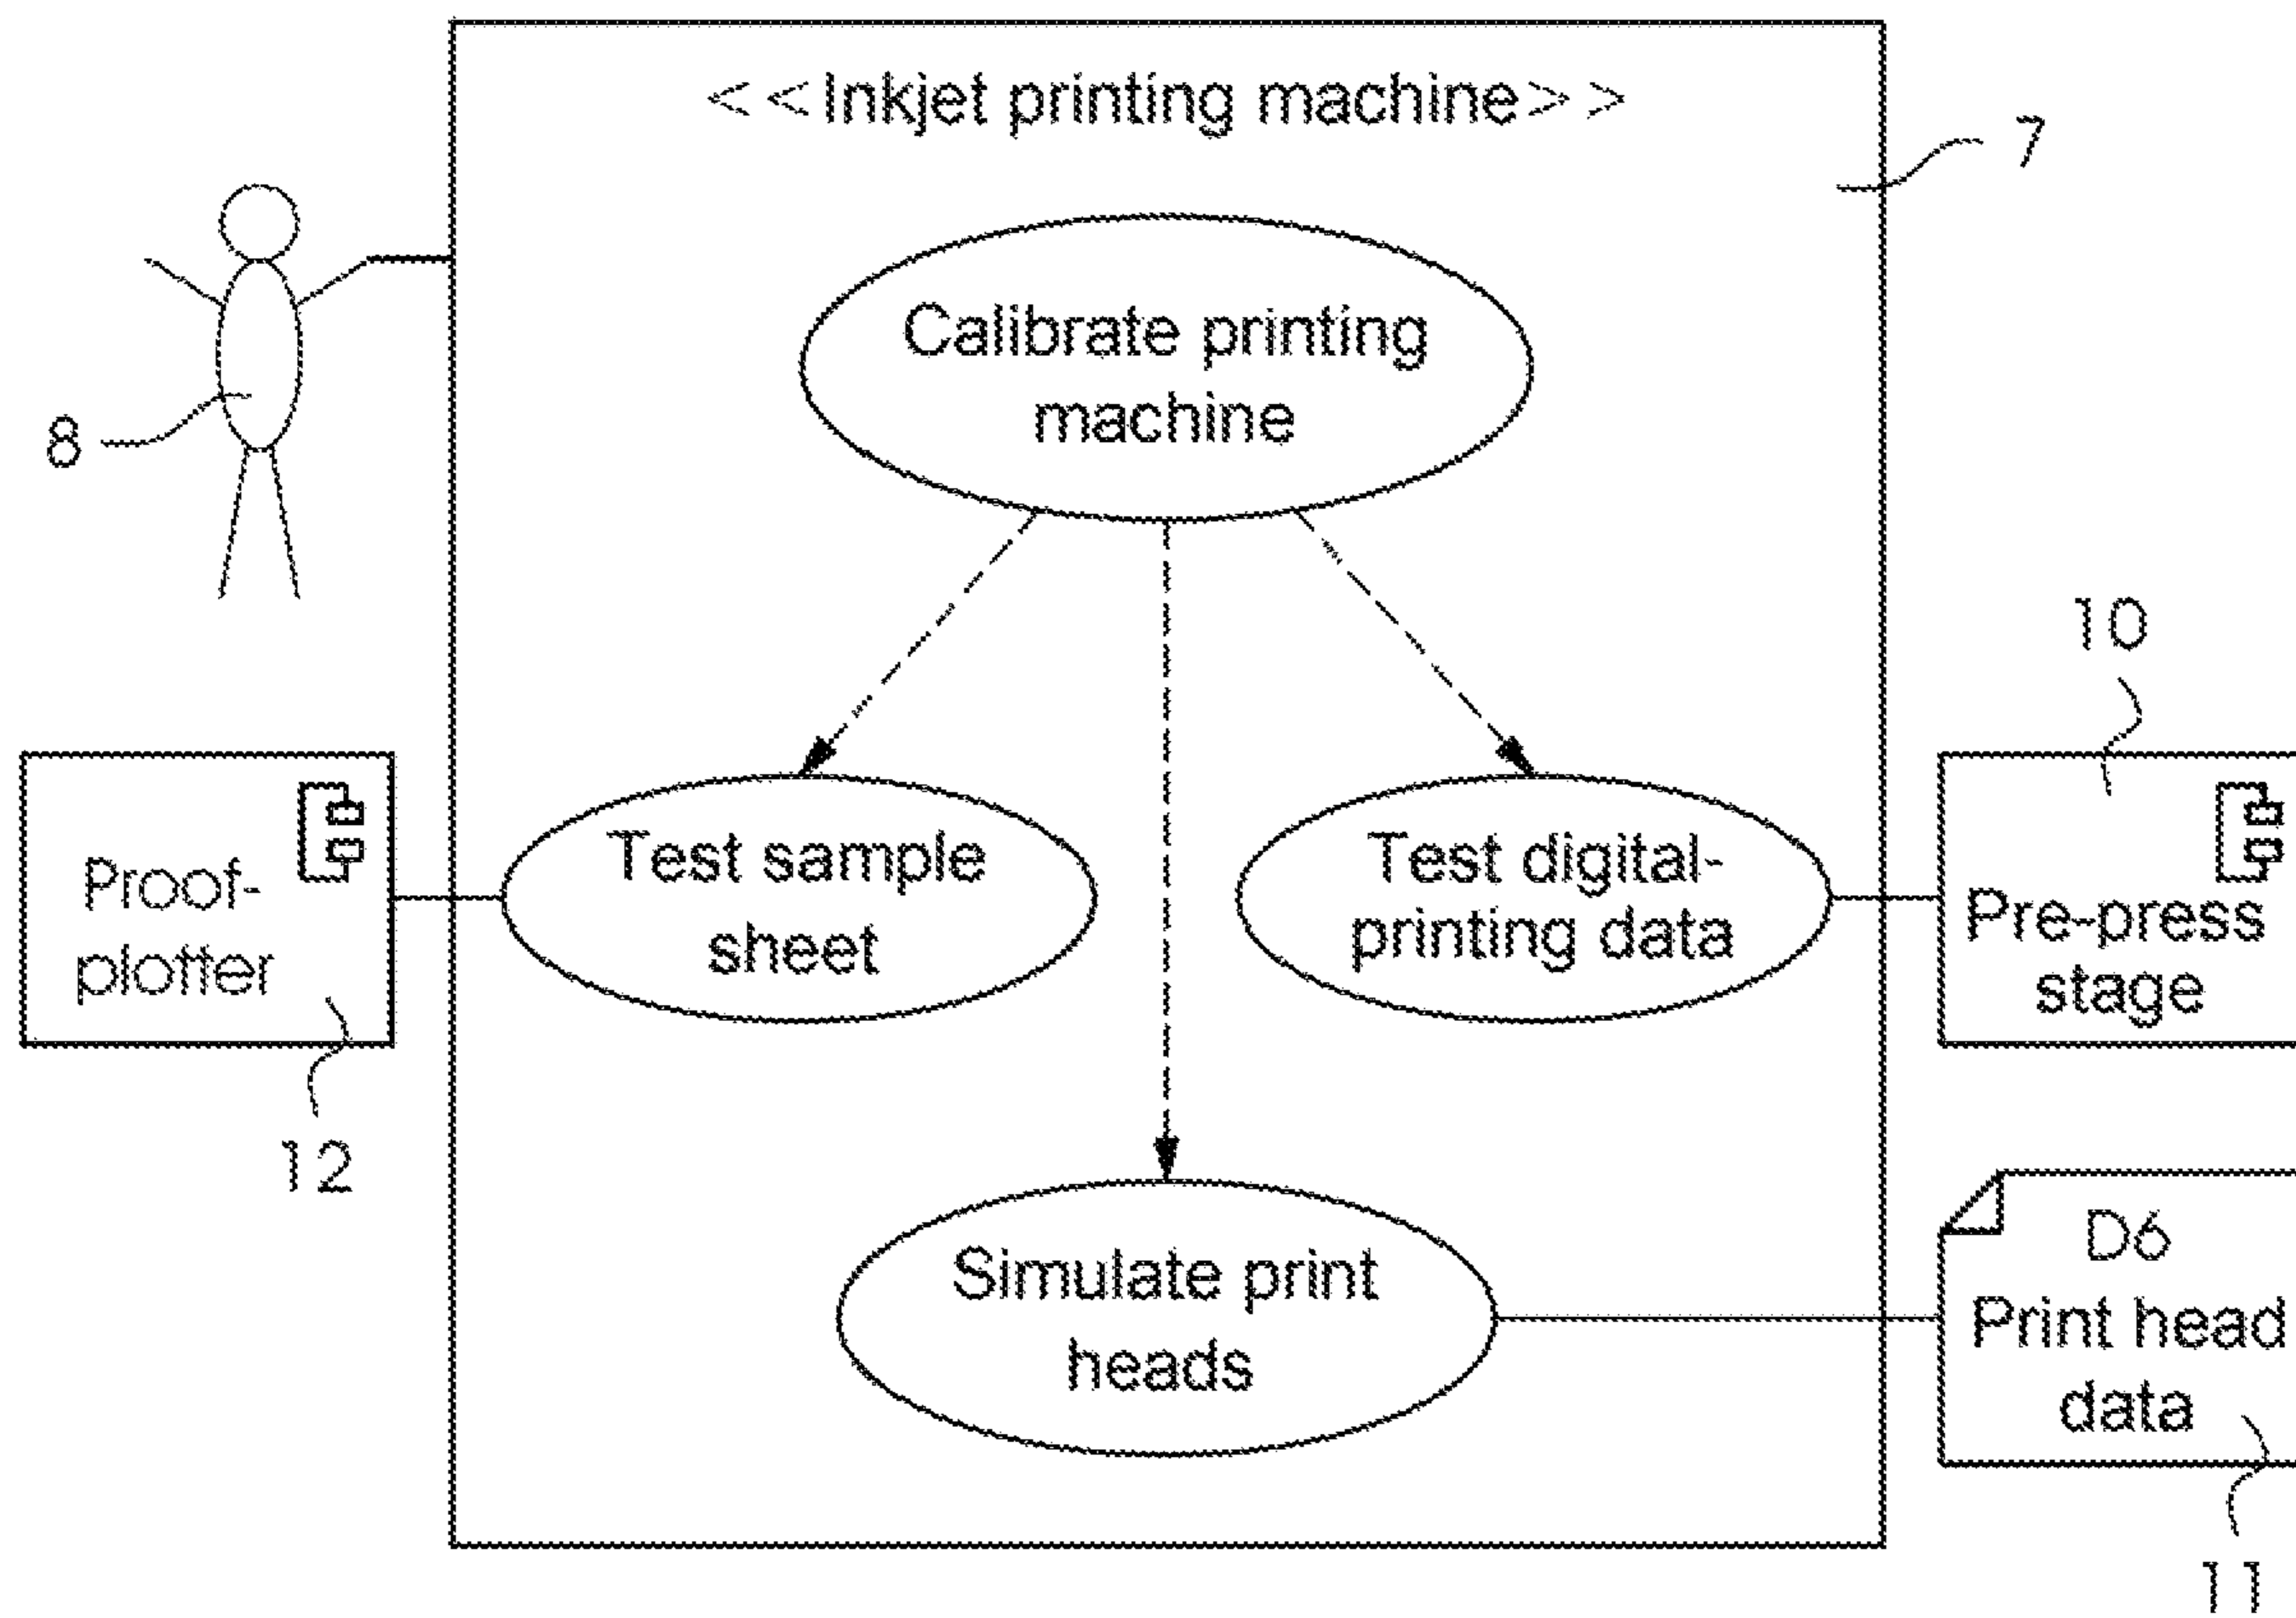 <<Inkjet printing machine>>
7
Calibrate printing
machine
8
10
Proof-
plotter
12
Test sample
sheet
Test digital-
printing data
Pre-press
stage
Simulate print
heads
D6
Print head
data
11